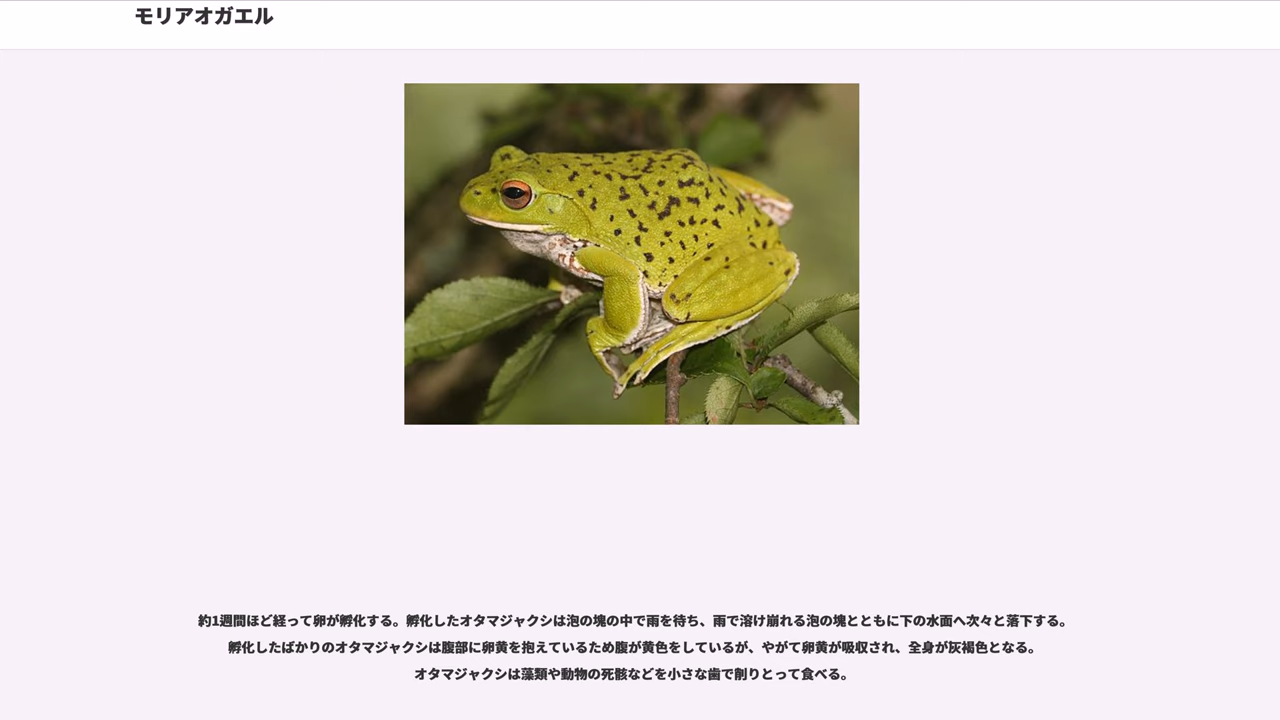 モリアオガエル
約1週間ほど経って卵が孵化する。孵化したオタマジャクシは泡の塊の中で雨を待ち、雨で溶け崩れる泡の塊とともに下の水面へ次々と落下する。
孵化したばかりのオタマジャクシは腹部に卵黄を抱えているため腹が黄色をしているが、やがて卵黄が吸収され、全身が灰褐色となる。
オタマジャクシは藻類や動物の死骸などを小さな歯で削りとって食べる。